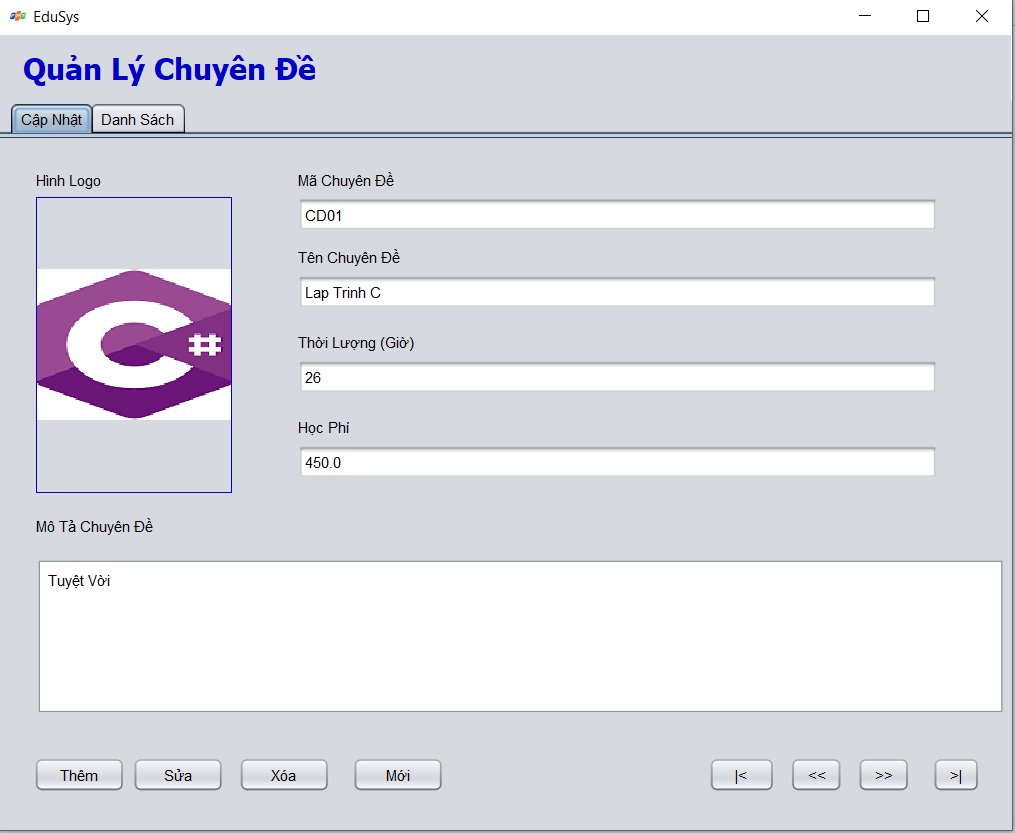 EduSys
Quản Lý Chuyên Đề
Cập Nhật Danh Sách
Hình Logo
C#
Mã Chuyên Đề
CD01
Tên Chuyên Đề
Lap Trinh C
Thời Lượng (Giờ)
26
Học Phí
450.0
Mô Tả Chuyên Đề
Tuyệt Vời
Thêm Sửa Xóa Mới |< << >> >|